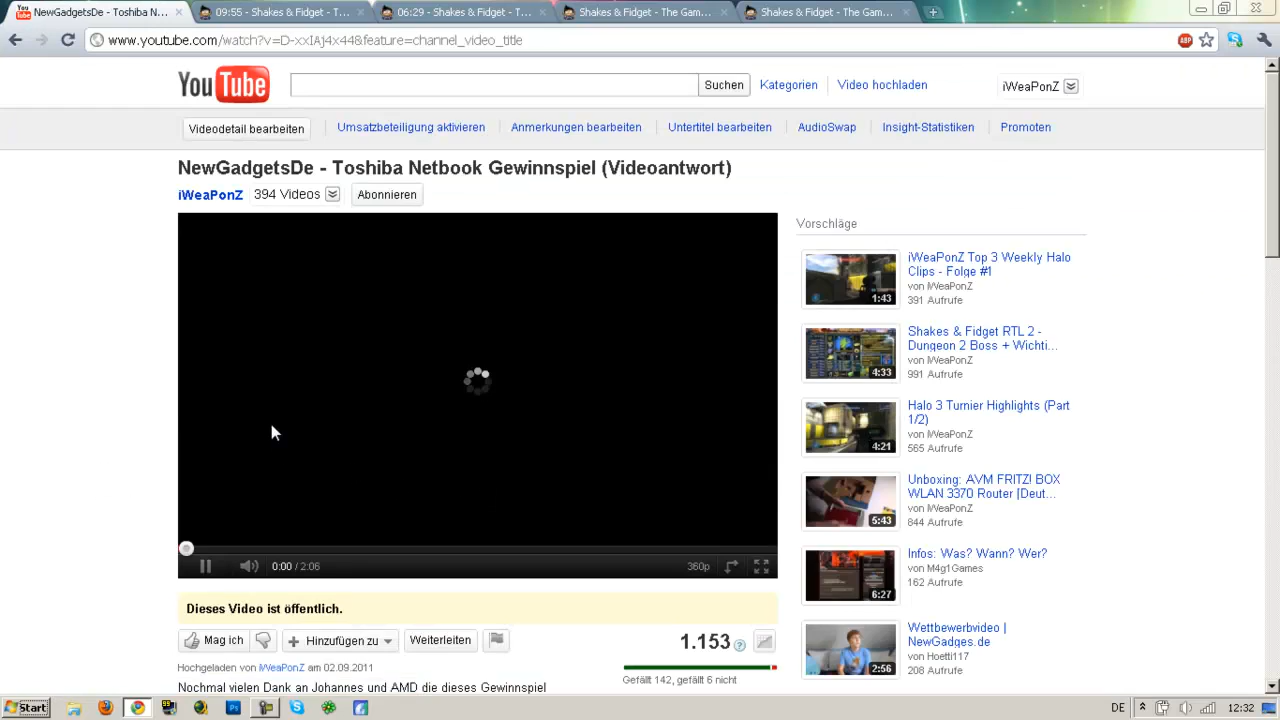 NewGadgetsDe - Toshiba N...
09:55 - Shakes & Fidget - T...
06:29 - Shakes & Fidget - T...
Shakes & Fidget - The Gam...
Shakes & Fidget - The Gam...
www.youtube.com/watch?v=D-xxIAj4x44&feature=channel_video_title
ABP
YouTube
Suchen
Kategorien
Video hochladen
iWeaPonZ
Videodetail bearbeiten
Umsatzbeteiligung aktivieren
Anmerkungen bearbeiten
Untertitel bearbeiten
AudioSwap
Insight-Statistiken
Promoten
NewGadgetsDe - Toshiba Netbook Gewinnspiel (Videoantwort)
iWeaPonZ 394 Videos
Abonnieren
Vorschläge
1:43
iWeaPonZ Top 3 Weekly Halo
Clips - Folge #1
von iWeaPonZ
391 Aufrufe
4:33
Shakes & Fidget RTL 2 -
Dungeon 2 Boss + Wichti...
von iWeaPonZ
991 Aufrufe
4:21
Halo 3 Turnier Highlights (Part
1/2)
von iWeaPonZ
565 Aufrufe
5:43
Unboxing: AVM FRITZ! BOX
WLAN 3370 Router [Deut...
von iWeaPonZ
844 Aufrufe
6:27
Infos: Was? Wann? Wer?
von M4g1Games
162 Aufrufe
2:56
Wettbewerbvideo |
NewGadges.de
von Hoetti117
208 Aufrufe
0:00
360p
Dieses Video ist öffentlich.
Mag ich
Hinzufügen zu
Weiterleiten
1.153
Hochgeladen von iWeaPonZ am 02.09.2011
Gefällt 142, gefällt 6 nicht
Nochmal vielen Dank an Johannes und AMD die dieses Gewinnspiel
Start
DE
12:32